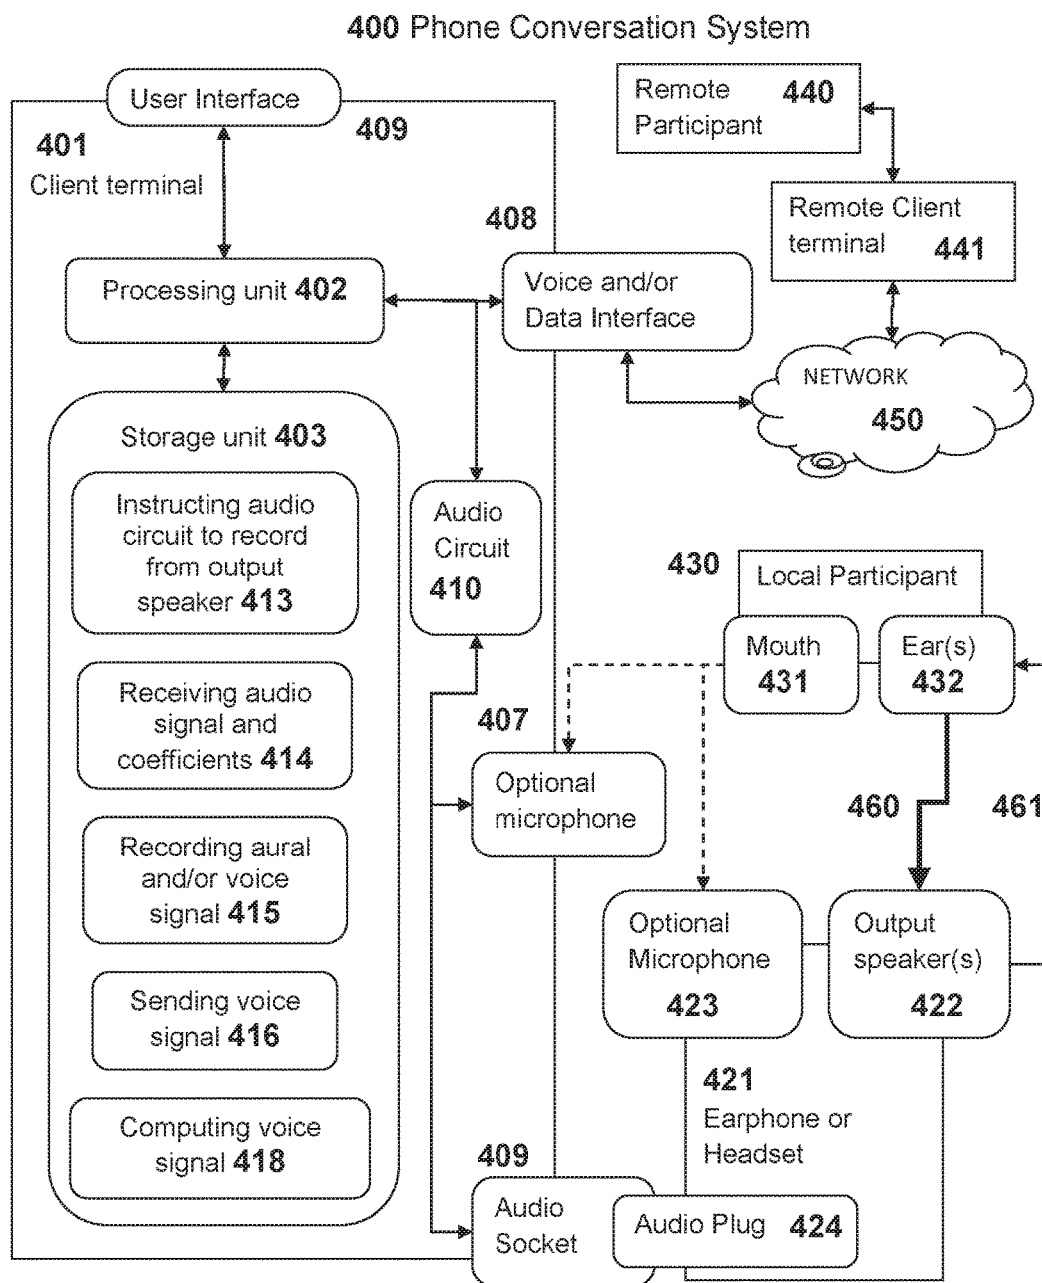 400 Phone Conversation System
User Interface
409
401
Client terminal
Remote
Participant
440
Remote Client
terminal 441
408
Processing unit 402
Voice and/or
Data Interface
NETWORK
450
Storage unit 403
Instructing audio
circuit to record
from output
speaker 413
Audio
Circuit
410
430
Local Participant
Mouth
431
Ear(s)
432
Receiving audio
signal and
coefficients 414
407
Optional
microphone
460
461
Recording aural
and/or voice
signal 415
Optional
Microphone
423
Output
speaker(s)
422
Sending voice
signal 416
421
Earphone or
Headset
Computing voice
signal 418
409
Audio
Socket
Audio Plug 424